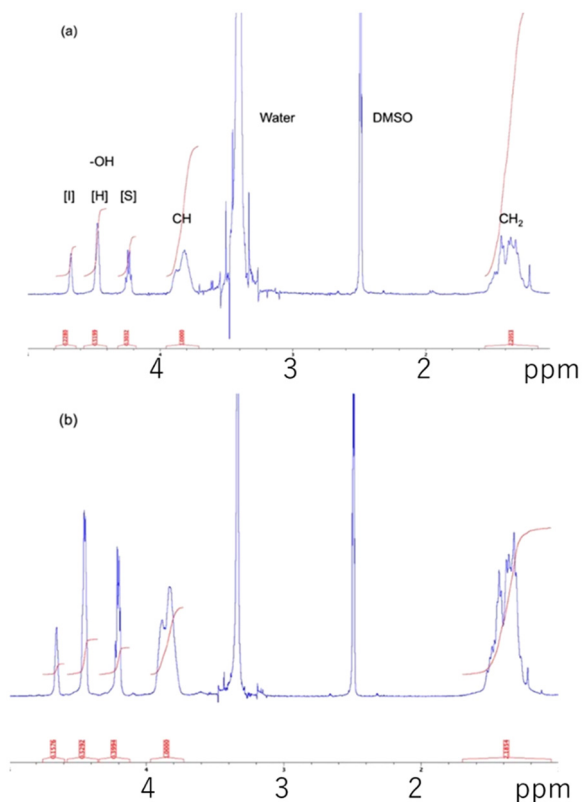 (a)
Water
DMSO
-OH
[I] [H] [S]
CH
CH₂
4 3 2 ppm
(b)
4 3 2 ppm